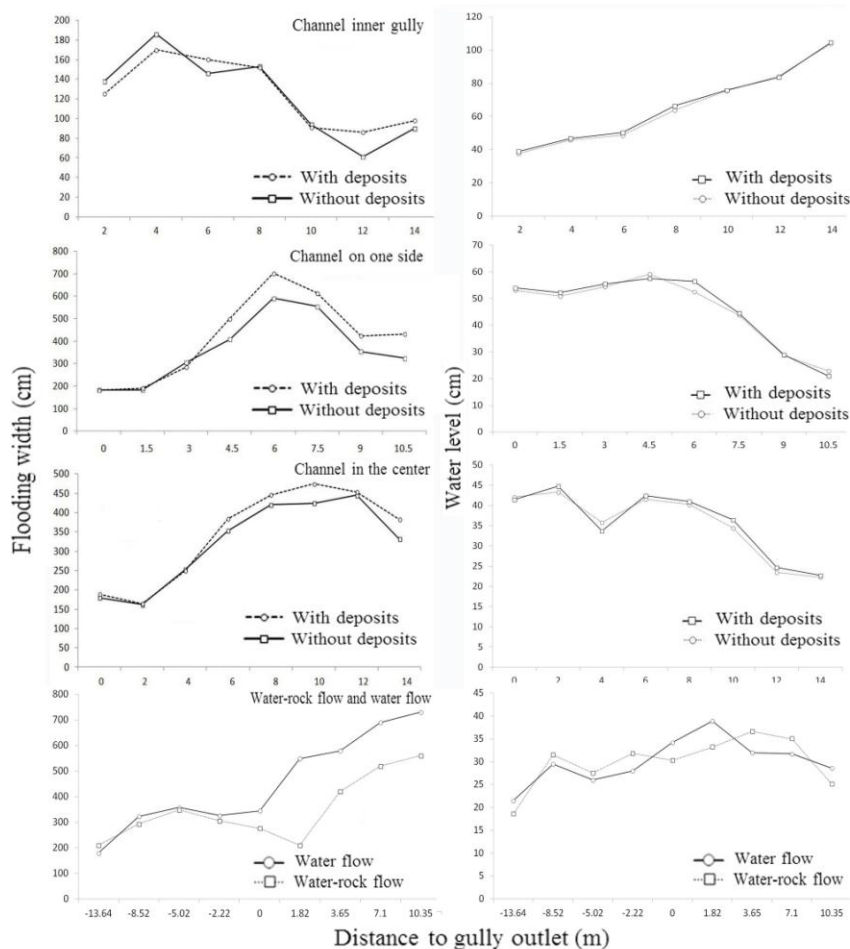 Channel inner gully
200
180
160
140
120
100
80
60
40
20
0
With deposits
Without deposits
2 4 6 8 10 12 14
120
100
80
60
40
20
0
With deposits
Without deposits
2 4 6 8 10 12 14
Channel on one side
800
700
600
500
400
300
200
100
0
With deposits
Without deposits
0 1.5 3 4.5 6 7.5 9 10.5
70
60
50
40
30
20
10
0
With deposits
Without deposits
0 1.5 3 4.5 6 7.5 9 10.5
Flooding width (cm)
Water level (cm)
Channel in the center
500
450
400
350
300
250
200
150
100
50
0
With deposits
Without deposits
0 2 4 6 8 10 12 14
50
45
40
35
30
25
20
15
10
5
0
With deposits
Without deposits
0 2 4 6 8 10 12 14
Water-rock flow and water flow
800
700
600
500
400
300
200
100
0
Water flow
Water-rock flow
-13.64 -8.52 -5.02 -2.22 0 1.82 3.65 7.1 10.35
45
40
35
30
25
20
15
10
5
0
Water flow
Water-rock flow
-13.64 -8.52 -5.02 -2.22 0 1.82 3.65 7.1 10.35
Distance to gully outlet (m)